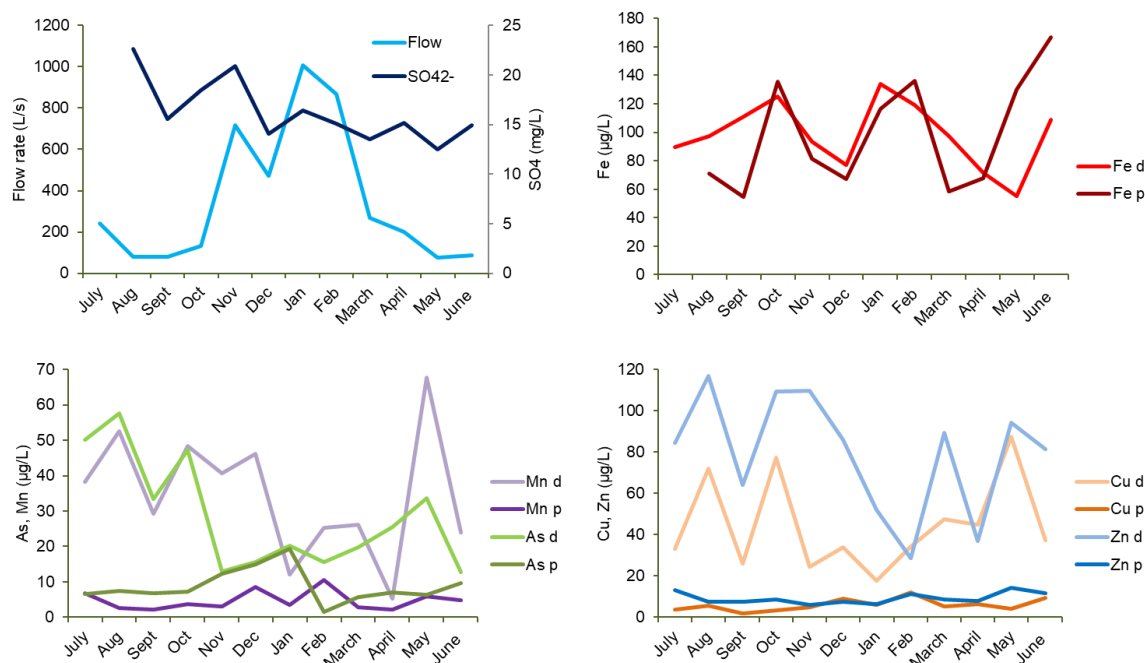 1200
1000
800
600
400
200
0
Flow rate (L/s)
25
20
15
10
5
0
SO4 (mg/L)
Flow
SO42-
July
Aug
Sept
Oct
Nov
Dec
Jan
Feb
March
April
May
June
180
160
140
120
100
80
60
40
20
0
Fe (µg/L)
Fe d
Fe p
July
Aug
Sept
Oct
Nov
Dec
Jan
Feb
March
April
May
June
70
60
50
40
30
20
10
0
As, Mn (µg/L)
Mn d
Mn p
As d
As p
July
Aug
Sept
Oct
Nov
Dec
Jan
Feb
March
April
May
June
120
100
80
60
40
20
0
Cu, Zn (µg/L)
Cu d
Cu p
Zn d
Zn p
July
Aug
Sept
Oct
Nov
Dec
Jan
Feb
March
April
May
June